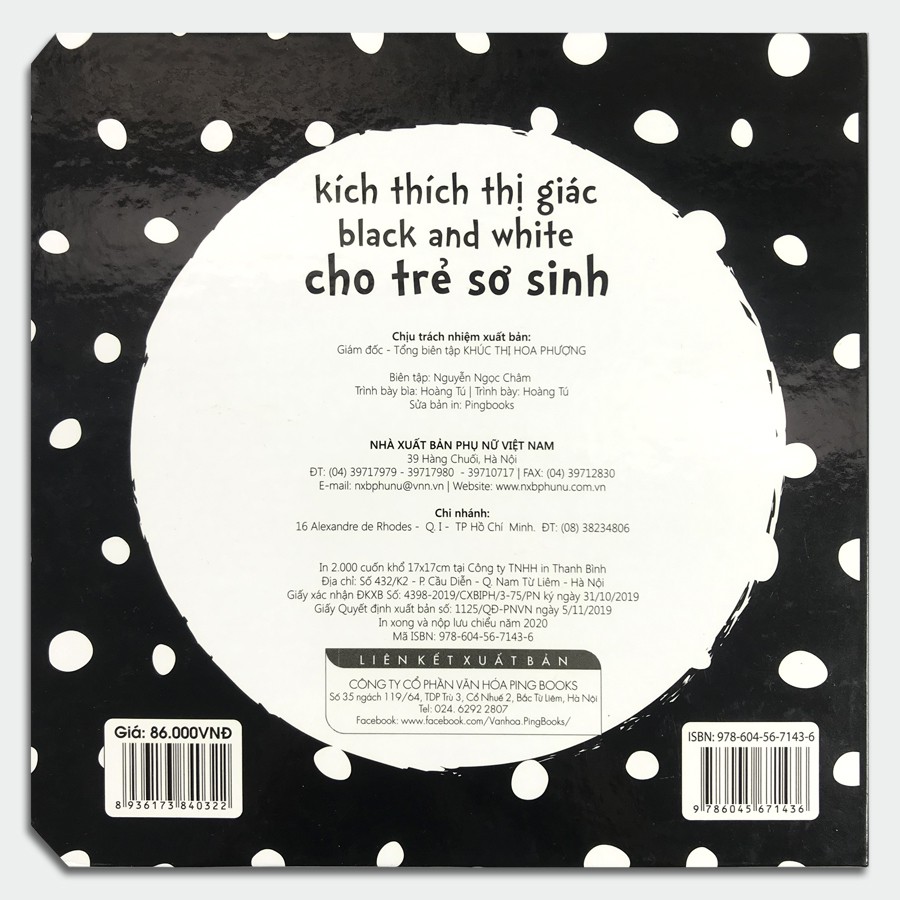 kích thích thị giác
black and white
cho trẻ sơ sinh
Chịu trách nhiệm xuất bản:
Giám đốc - Tổng biên tập KHÚC THỊ HOA PHƯỢNG
Biên tập: Nguyễn Ngọc Châm
Trình bày bìa: Hoàng Tú | Trình bày: Hoàng Tú
Sửa bản in: Pingbooks
NHÀ XUẤT BẢN PHỤ NỮ VIỆT NAM
39 Hàng Chuối, Hà Nội
ĐT: (04) 39717979 - 39717980 - 39710717 | FAX: (04) 39712830
E-mail: nxbphunu@vnn.vn | Website: www.nxbphunu.com.vn
Chi nhánh:
16 Alexandre de Rhodes - Q. I - TP Hồ Chí Minh. ĐT: (08) 38234806
In 2.000 cuốn khổ 17x17cm tại Công ty TNHH in Thanh Bình
Địa chỉ: Số 432/K2 - P. Cầu Diễn - Q. Nam Từ Liêm - Hà Nội
Giấy xác nhận ĐKXB Số: 4398-2019/CXBIPH/3-75/PN ký ngày 31/10/2019
Giấy Quyết định xuất bản số: 1125/QĐ-PNVN ngày 5/11/2019
In xong và nộp lưu chiểu năm 2020
Mã ISBN: 978-604-56-7143-6
LIÊN KẾT XUẤT BẢN
CÔNG TY CỔ PHẦN VĂN HÓA PING BOOKS
Số 35 ngách 119/64, TDP Trù 3, Cổ Nhuế 2, Bắc Từ Liêm, Hà Nội
Tel: 024. 6292 2807
Facebook: www.facebook.com/Vanhoa.PingBooks/
Giá: 86.000VNĐ
8 936173 840322
ISBN: 978-604-56-7143-6
9 786045 671436